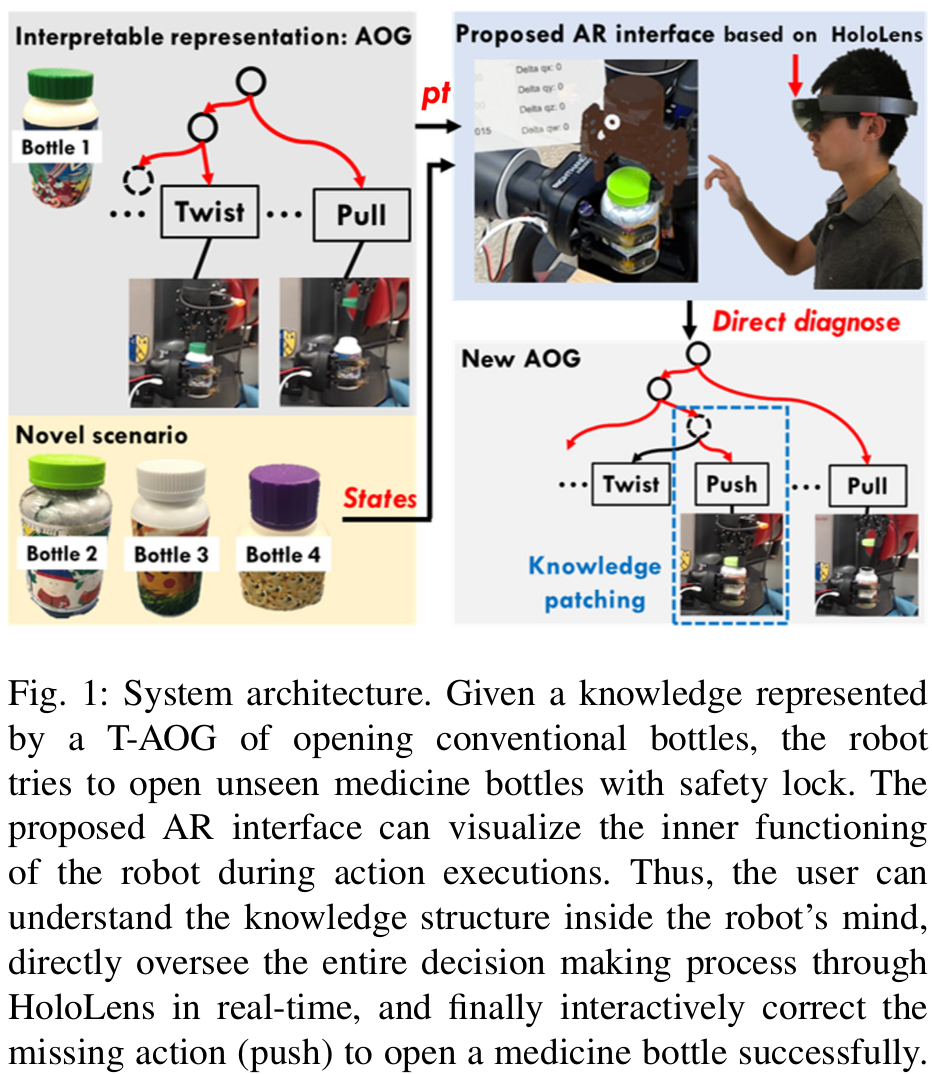 Interpretable representation: AOG
Bottle 1
... Twist ... Pull
Novel scenario
Bottle 2 Bottle 3 Bottle 4
pt
States
Proposed AR interface based on HoloLens
Delta qx: 0
Delta qy: 0
Delta qz: 0
015 Delta qw: 0
Direct diagnose
New AOG
... Twist Push ... Pull
Knowledge
patching
Fig. 1: System architecture. Given a knowledge represented
by a T-AOG of opening conventional bottles, the robot
tries to open unseen medicine bottles with safety lock. The
proposed AR interface can visualize the inner functioning
of the robot during action executions. Thus, the user can
understand the knowledge structure inside the robot's mind,
directly oversee the entire decision making process through
HoloLens in real-time, and finally interactively correct the
missing action (push) to open a medicine bottle successfully.